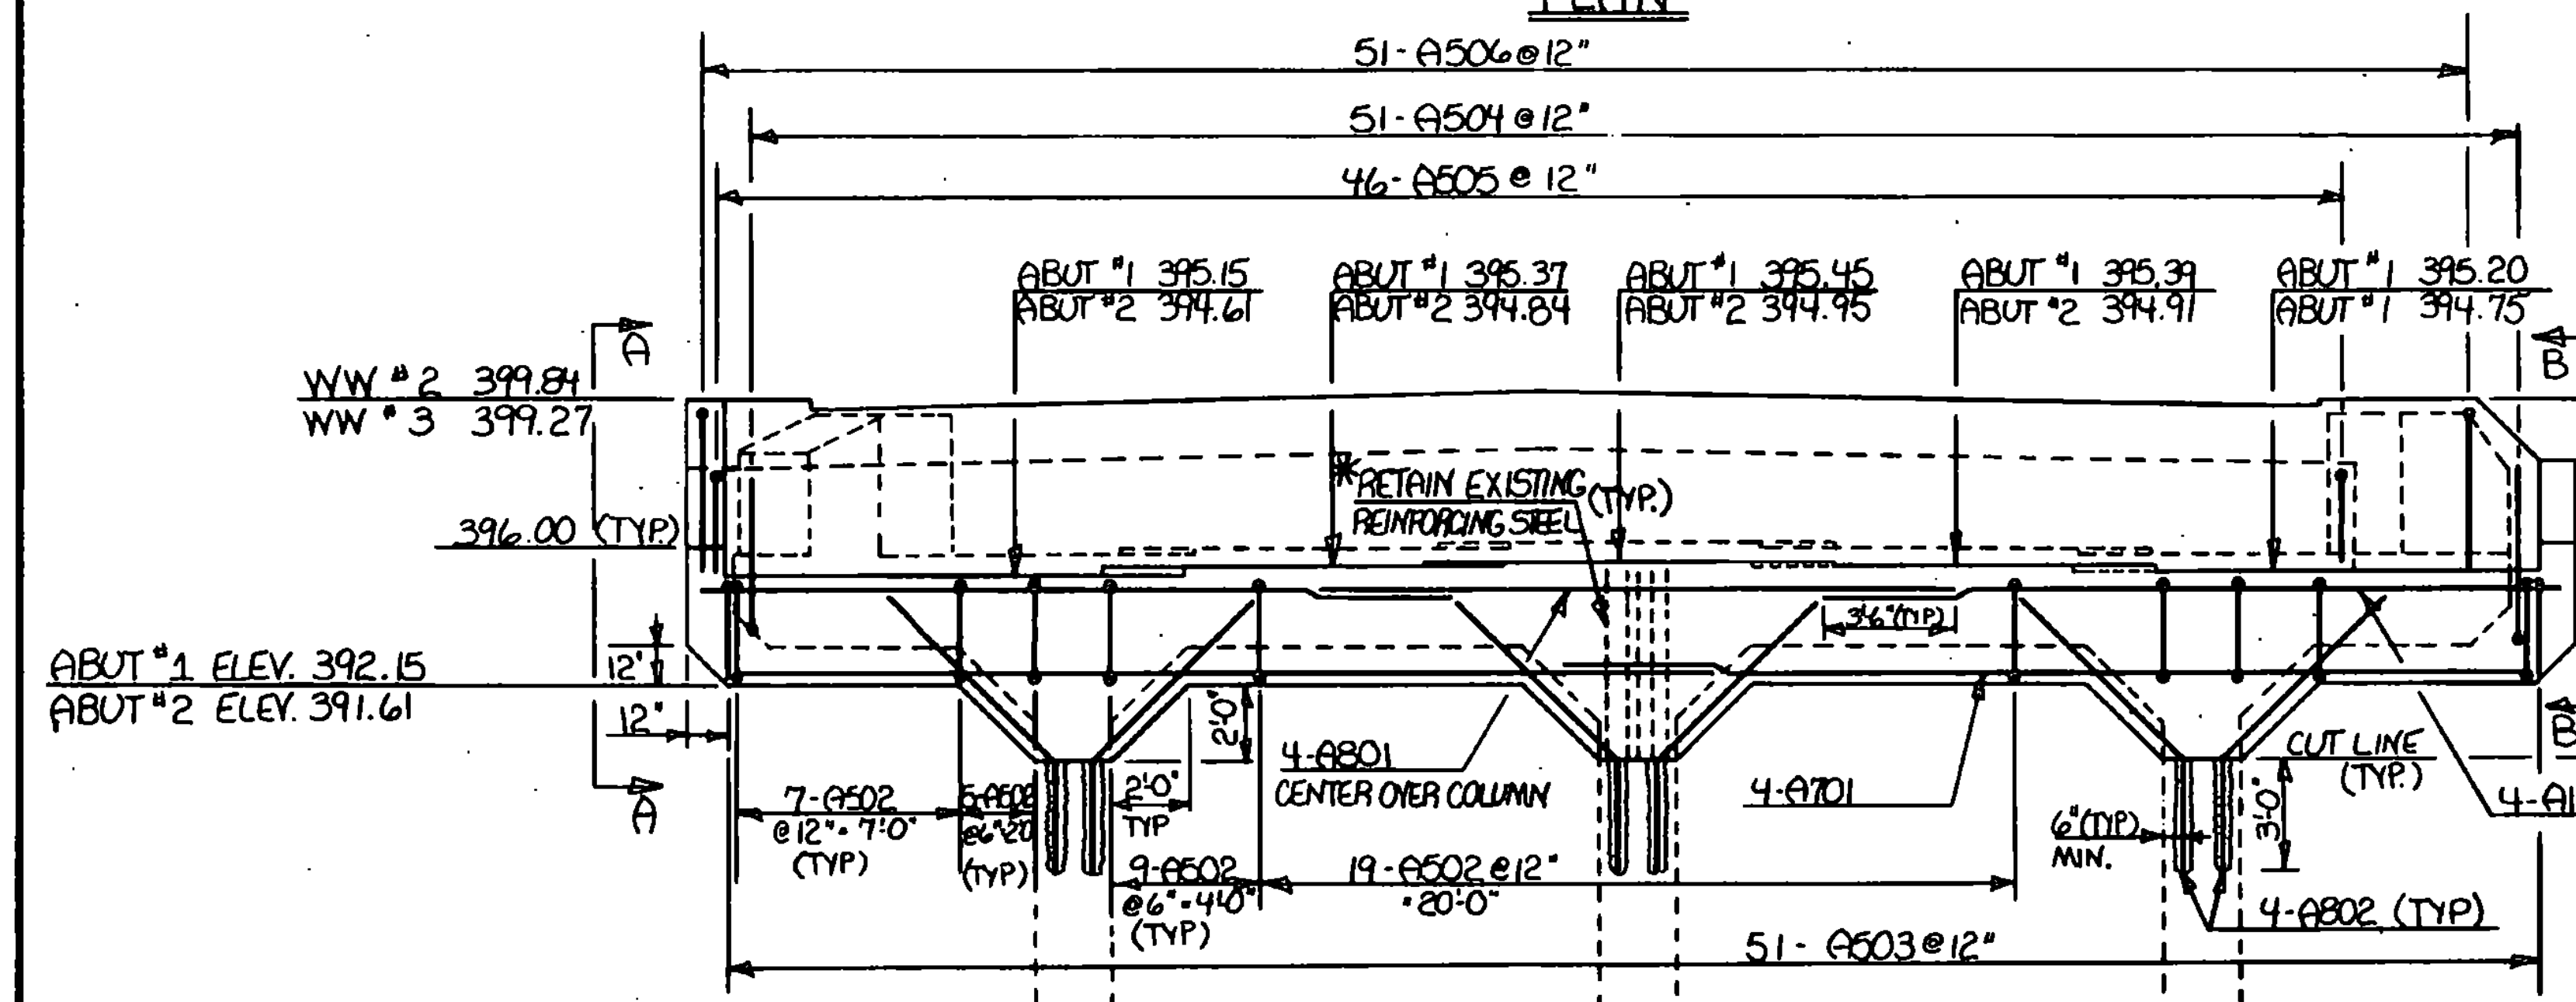 PLAN
51-A506@12"
51-A504@12"
46-A505@12"
ABUT #1 395.15
ABUT #2 394.61
ABUT #1 395.37
ABUT #2 394.84
ABUT #1 395.45
ABUT #2 394.95
ABUT #1 395.39
ABUT #2 394.91
ABUT #1 395.20
ABUT #1 394.75
A
B
WW #2 399.84
WW #3 399.27
*RETAIN EXISTING (TYP.)
REINFORCING STEEL
396.00 (TYP.)
3'6" (TYP)
ABUT #1 ELEV. 392.15
ABUT #2 ELEV. 391.61
12"
12"
2'-0"
4-A801
CENTER OVER COLUMN
4-A701
CUT LINE
(TYP.)
B
A
7-A502
@12"=7'-0"
(TYP)
(TYP)
2'-0"
TYP
9-A502
@6"=4'-0"
(TYP)
19-A502@12"
=20'-0"
6"(TYP)
MIN.
3'-0"
4-A802 (TYP)
51-A503@12"